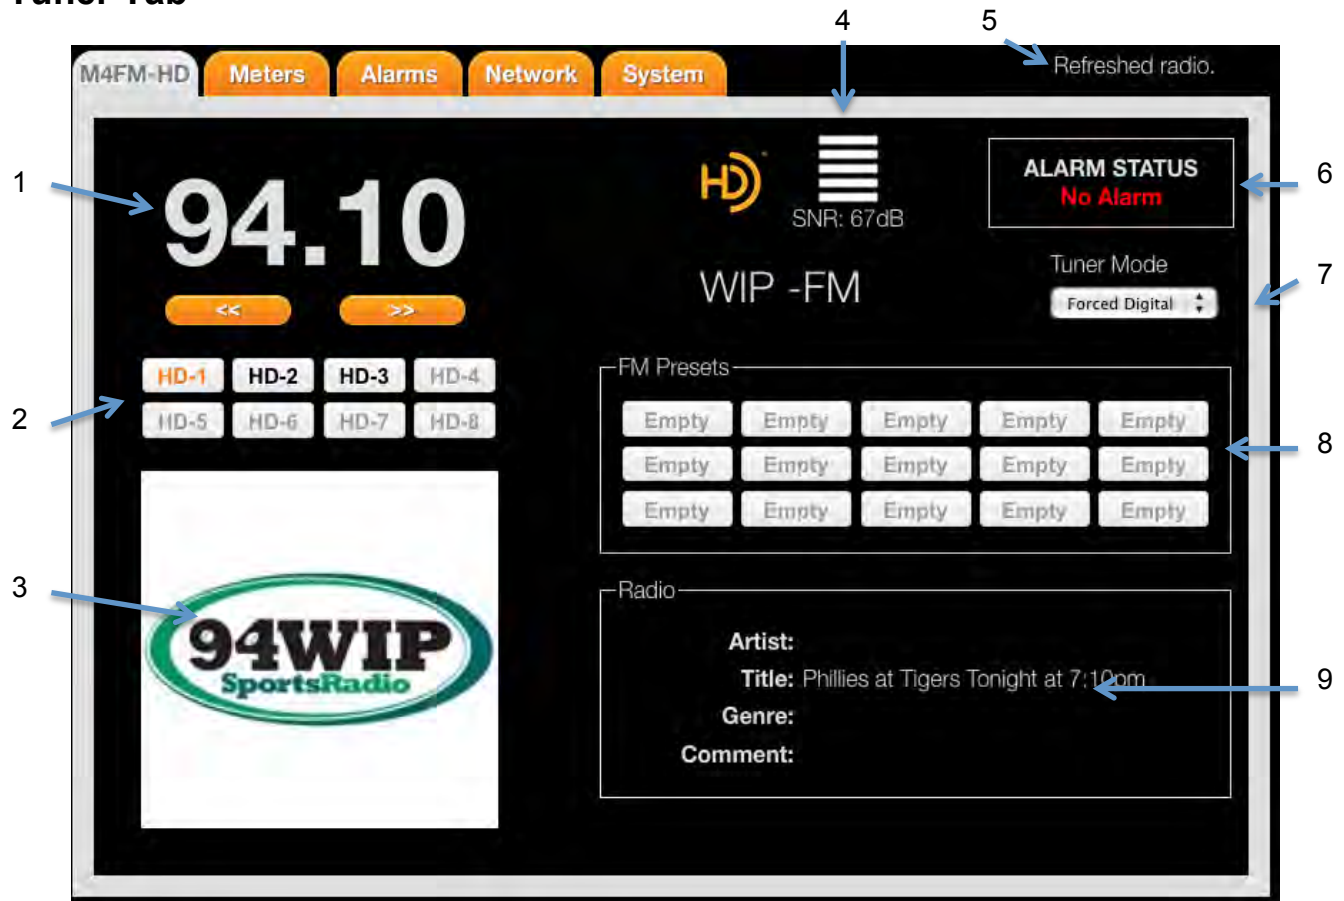 Tuner Tab
4
5
M4FM-HD Meters Alarms Network System
Refreshed radio.
1
94.10
<< >>
HD
SNR: 67dB
ALARM STATUS
No Alarm
6
WIP -FM
Tuner Mode
Forced Digital
7
2
HD-1 HD-2 HD-3 HD-4
HD-5 HD-6 HD-7 HD-8
FM Presets
Empty Empty Empty Empty Empty
Empty Empty Empty Empty Empty
Empty Empty Empty Empty Empty
8
3
94WIP
SportsRadio
Radio
Artist:
Title: Phillies at Tigers Tonight at 7:10pm
Genre:
Comment:
9